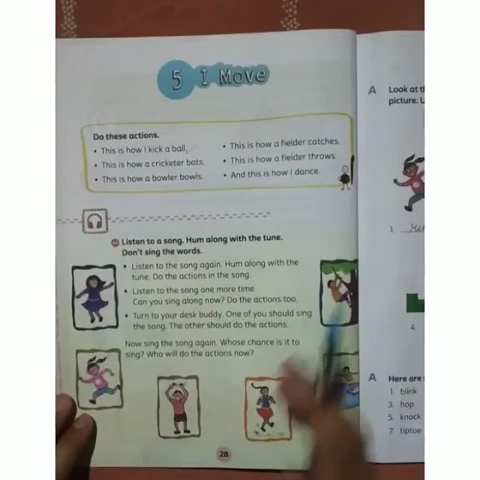 5 I Move
Do these actions.
• This is how I kick a ball.
• This is how a cricketer bats.
• This is how a bowler bowls.
• This is how a fielder catches.
• This is how a fielder throws.
• And this is how I dance.
Listen to a song. Hum along with the tune.
Don't sing the words.
• Listen to the song again. Hum along with the
tune. Do the actions in the song.
• Listen to the song one more time.
Can you sing along now? Do the actions too.
• Turn to your desk buddy. One of you should sing
the song. The other should do the actions.
Now sing the song again. Whose chance is it to
sing? Who will do the actions now?
28
A Look at
picture.
1.
4.
A Here are
1. blink
3. hop
5. knock
7. tiptoe